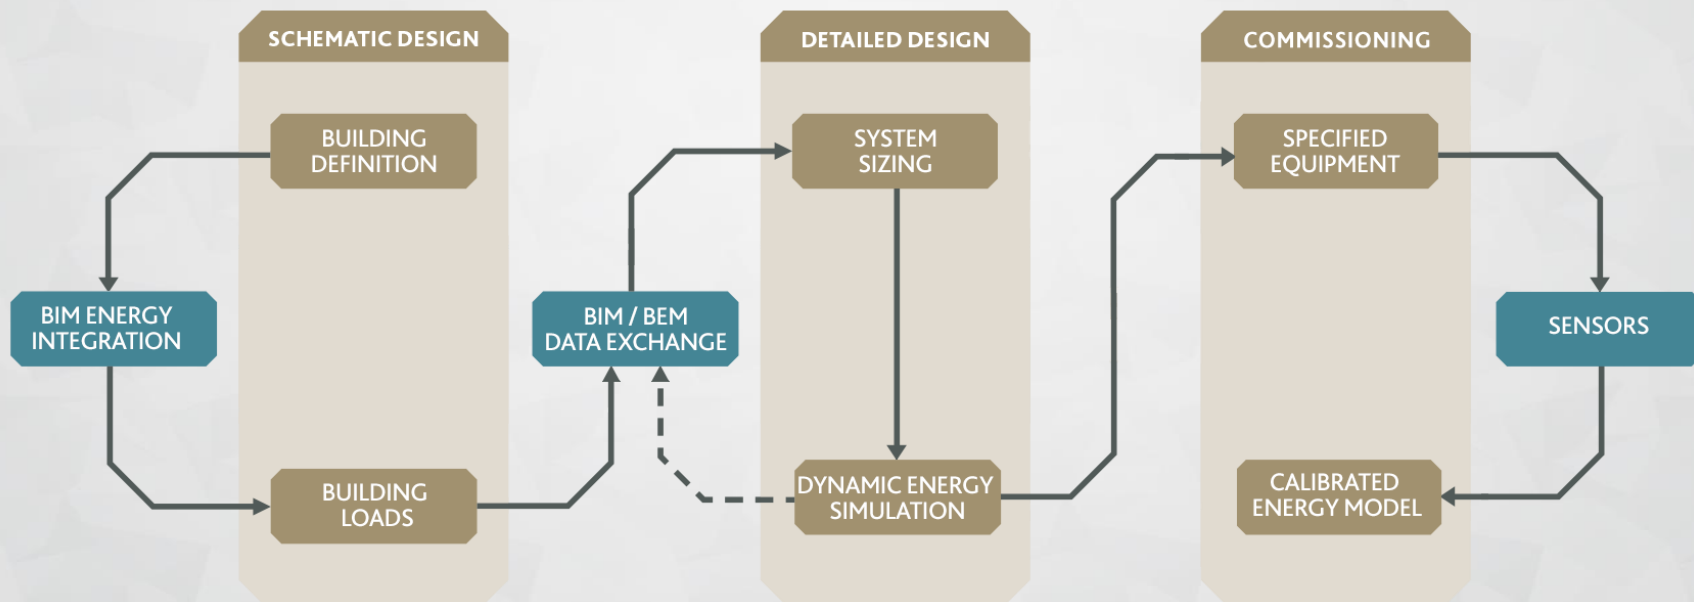 SCHEMATIC DESIGN
BUILDING
DEFINITION
BIM ENERGY
INTEGRATION
BUILDING
LOADS
BIM / BEM
DATA EXCHANGE
DETAILED DESIGN
SYSTEM
SIZING
DYNAMIC ENERGY
SIMULATION
COMMISSIONING
SPECIFIED
EQUIPMENT
SENSORS
CALIBRATED
ENERGY MODEL